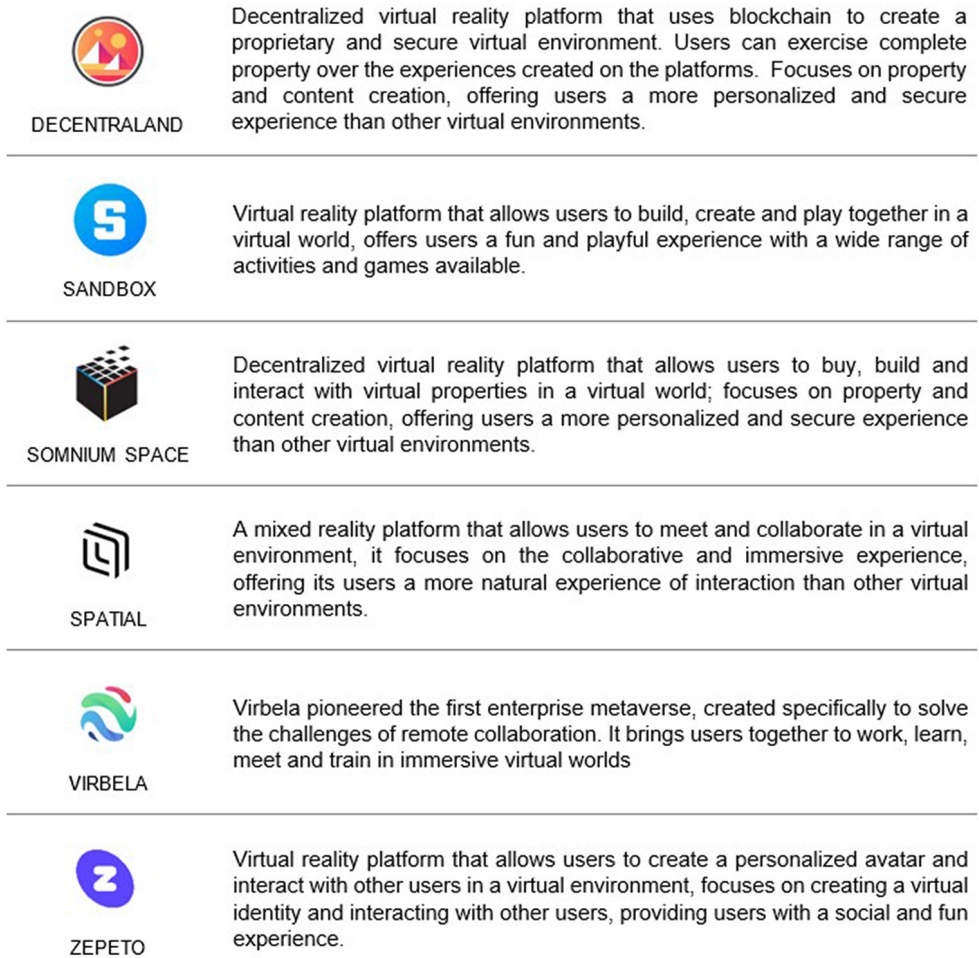 Decentralized virtual reality platform that uses blockchain to create a
proprietary and secure virtual environment. Users can exercise complete
property over the experiences created on the platforms. Focuses on property
and content creation, offering users a more personalized and secure
experience than other virtual environments.
DECENTRALAND
S
Virtual reality platform that allows users to build, create and play together in a
virtual world, offers users a fun and playful experience with a wide range of
activities and games available.
SANDBOX
Decentralized virtual reality platform that allows users to buy, build and
interact with virtual properties in a virtual world; focuses on property and
content creation, offering users a more personalized and secure experience
than other virtual environments.
SOMNIUM SPACE
A mixed reality platform that allows users to meet and collaborate in a virtual
environment, it focuses on the collaborative and immersive experience,
offering its users a more natural experience of interaction than other virtual
environments.
SPATIAL
Virbela pioneered the first enterprise metaverse, created specifically to solve
the challenges of remote collaboration. It brings users together to work, learn,
meet and train in immersive virtual worlds
VIRBELA
Z
Virtual reality platform that allows users to create a personalized avatar and
interact with other users in a virtual environment, focuses on creating a virtual
identity and interacting with other users, providing users with a social and fun
experience.
ZEPETO